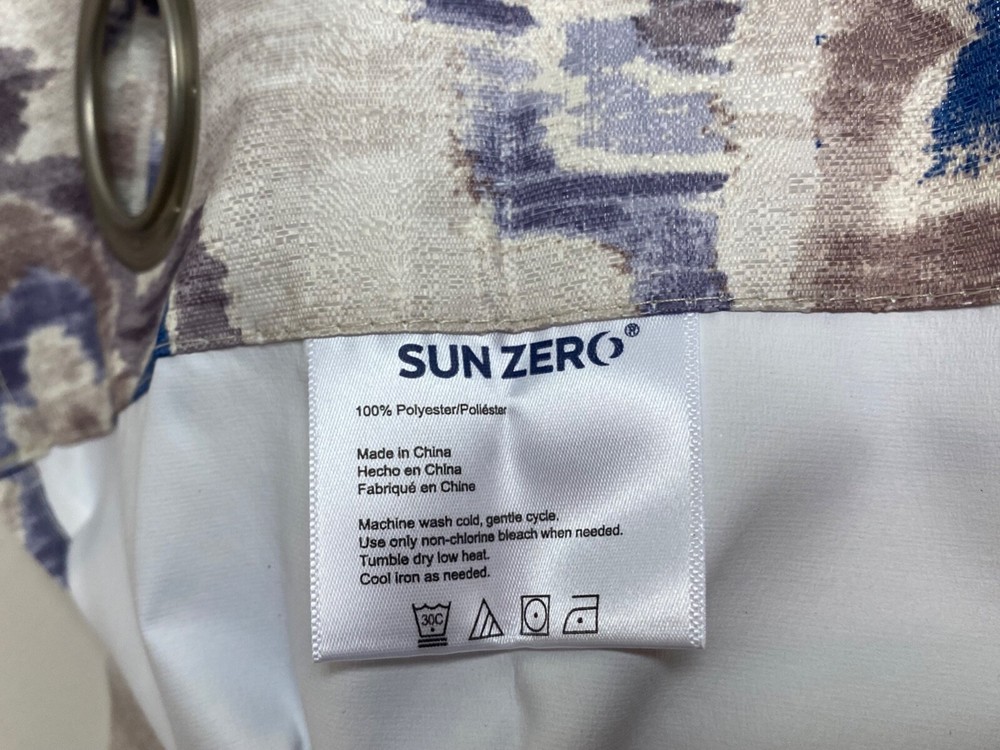 SUN ZERO®
100% Polyester/Poliéster
Made in China
Hecho en China
Fabriqué en Chine
Machine wash cold, gentle cycle.
Use only non-chlorine bleach when needed.
Tumble dry low heat.
Cool iron as needed.
30C